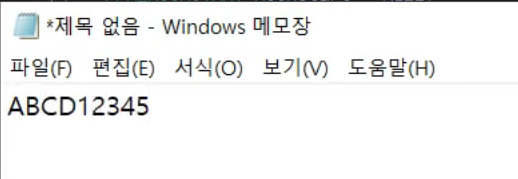 *제목 없음 - Windows 메모장
파일(F) 편집(E) 서식(O) 보기(V) 도움말(H)
ABCD12345